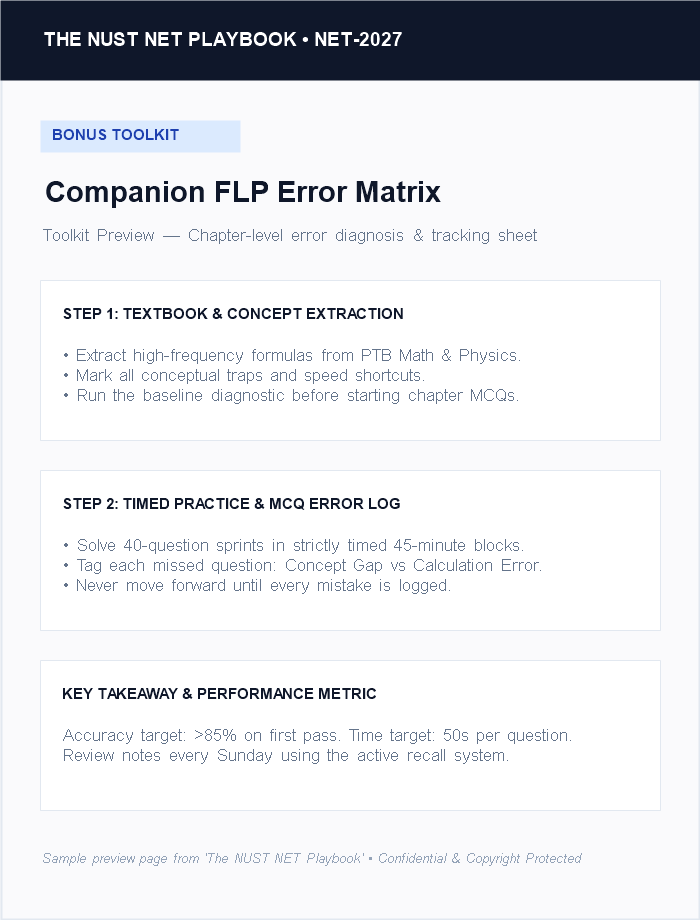 THE NUST NET PLAYBOOK • NET-2027
BONUS TOOLKIT
Companion FLP Error Matrix
Toolkit Preview — Chapter-level error diagnosis & tracking sheet
STEP 1: TEXTBOOK & CONCEPT EXTRACTION
• Extract high-frequency formulas from PTB Math & Physics.
• Mark all conceptual traps and speed shortcuts.
• Run the baseline diagnostic before starting chapter MCQs.
STEP 2: TIMED PRACTICE & MCQ ERROR LOG
• Solve 40-question sprints in strictly timed 45-minute blocks.
• Tag each missed question: Concept Gap vs Calculation Error.
• Never move forward until every mistake is logged.
KEY TAKEAWAY & PERFORMANCE METRIC
Accuracy target: >85% on first pass. Time target: 50s per question.
Review notes every Sunday using the active recall system.
Sample preview page from 'The NUST NET Playbook' • Confidential & Copyright Protected